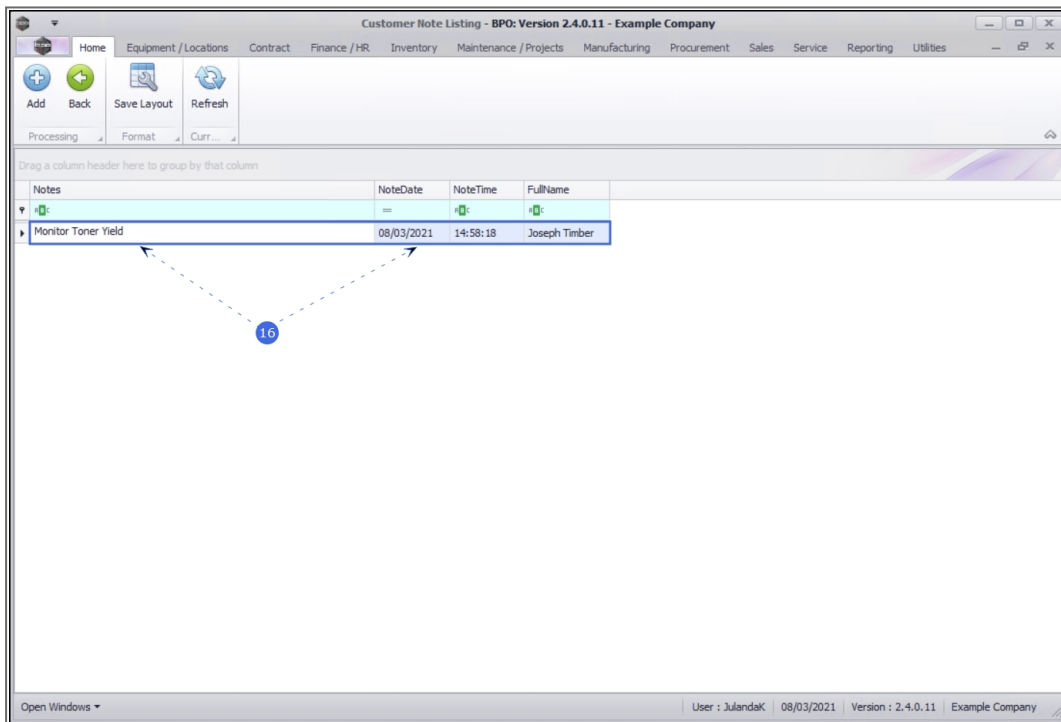 Customer Note Listing - BPO: Version 2.4.0.11 - Example Company
Home Equipment / Locations Contract Finance / HR Inventory Maintenance / Projects Manufacturing Procurement Sales Service Reporting Utilities
Add Back Save Layout Refresh
Processing Format Curr...
Drag a column header here to group by that column
Notes NoteDate NoteTime FullName
Monitor Toner Yield 08/03/2021 14:58:18 Joseph Timber
16
Open Windows User : JulandaK 08/03/2021 Version : 2.4.0.11 Example Company